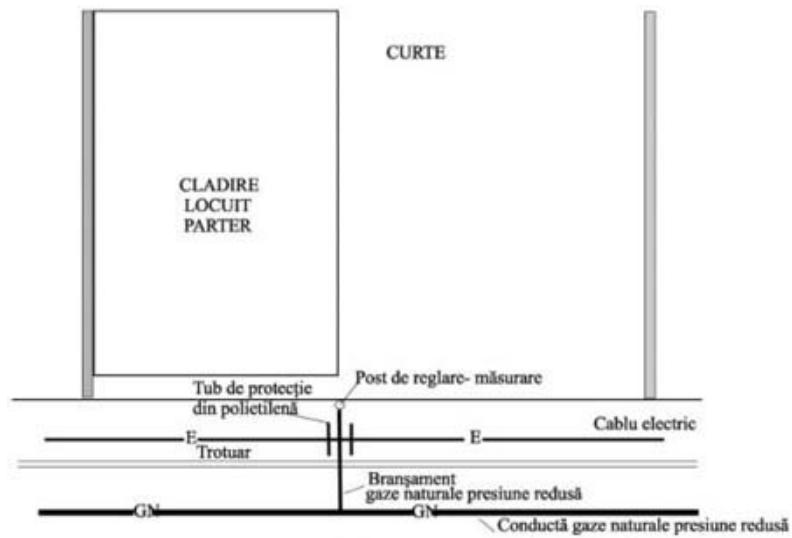 CURTE
CLADIRE
LOCUIT
PARTER
Tub de protecție
din polietilenă
Post de reglare- măsurare
Cablu electric
E
E
Trotuar
Branșament
gaze naturale presiune redusă
GN
GN
Conductă gaze naturale presiune redusă